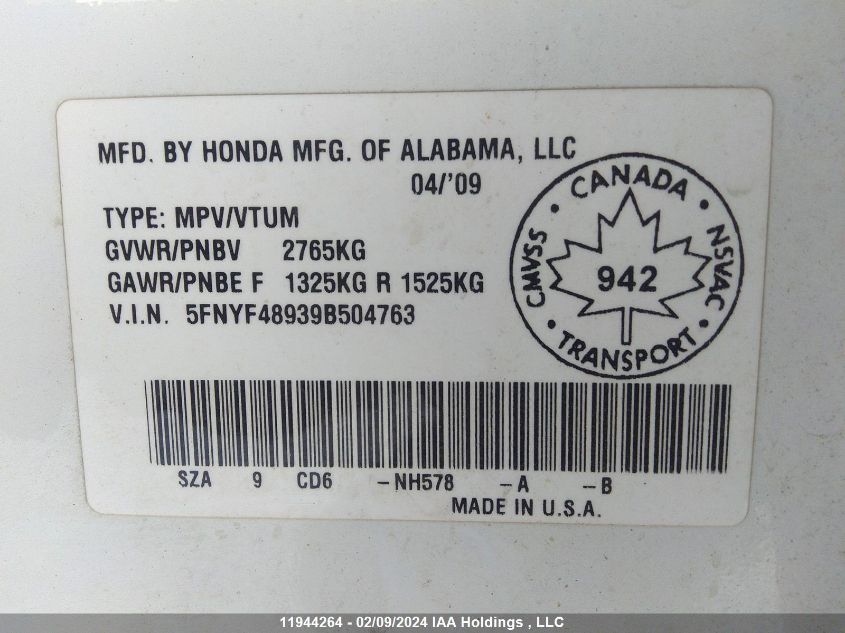 MFD. BY HONDA MFG. OF ALABAMA, LLC
04/'09
TYPE: MPV/VTUM
GVWR/PNBV 2765KG
GAWR/PNBE F 1325KG R 1525KG
V.I.N. 5FNYF48939B504763
CANADA
CMVSS
942
NSVAC
TRANSPORT
SZA 9 CD6 -NH578 -A -B
MADE IN U.S.A.
11944264 - 02/09/2024 IAA Holdings , LLC